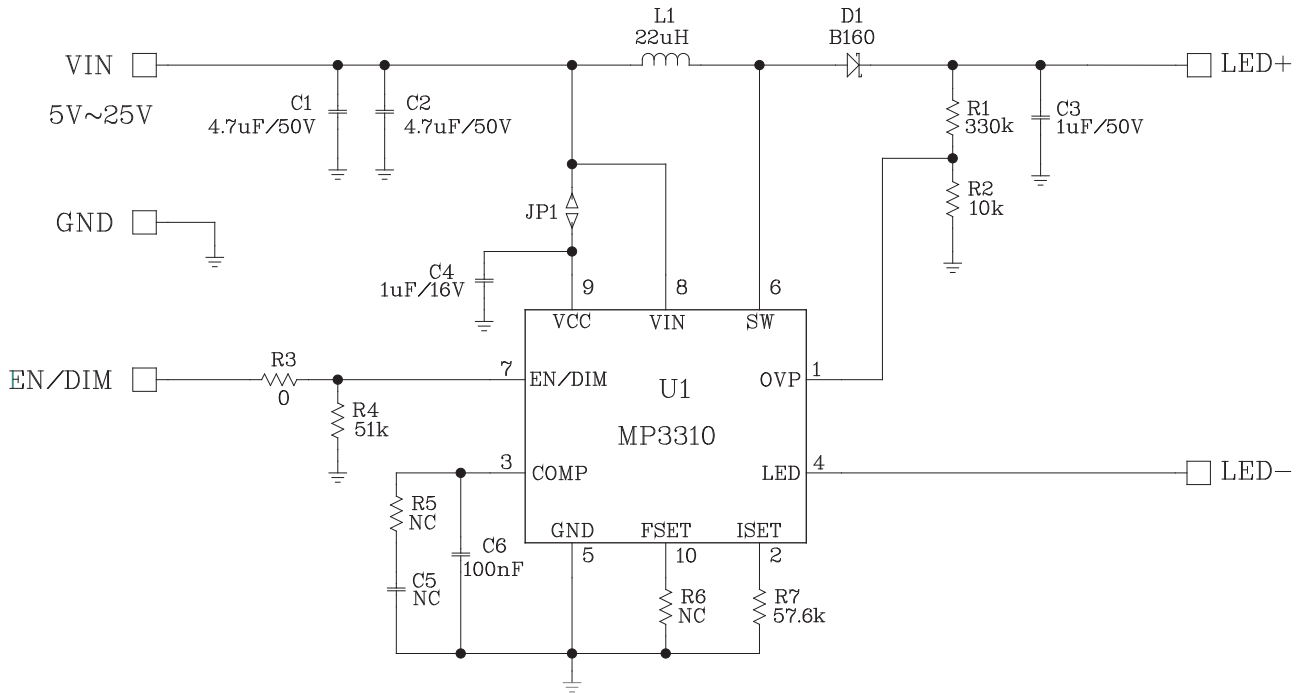 L1
22uH
D1
B160
VIN
5V~25V
LED+
C1
4.7uF/50V
C2
4.7uF/50V
R1
330k
C3
1uF/50V
R2
10k
GND
JP1
C4
1uF/16V
9
8
6
VCC
VIN
SW
EN/DIM
R3
0
R4
51k
7
EN/DIM
U1
MP3310
OVP
1
3
COMP
LED
4
LED-
R5
NC
C6
100nF
C5
NC
GND
FSET
ISET
5
10
2
R6
NC
R7
57.6k